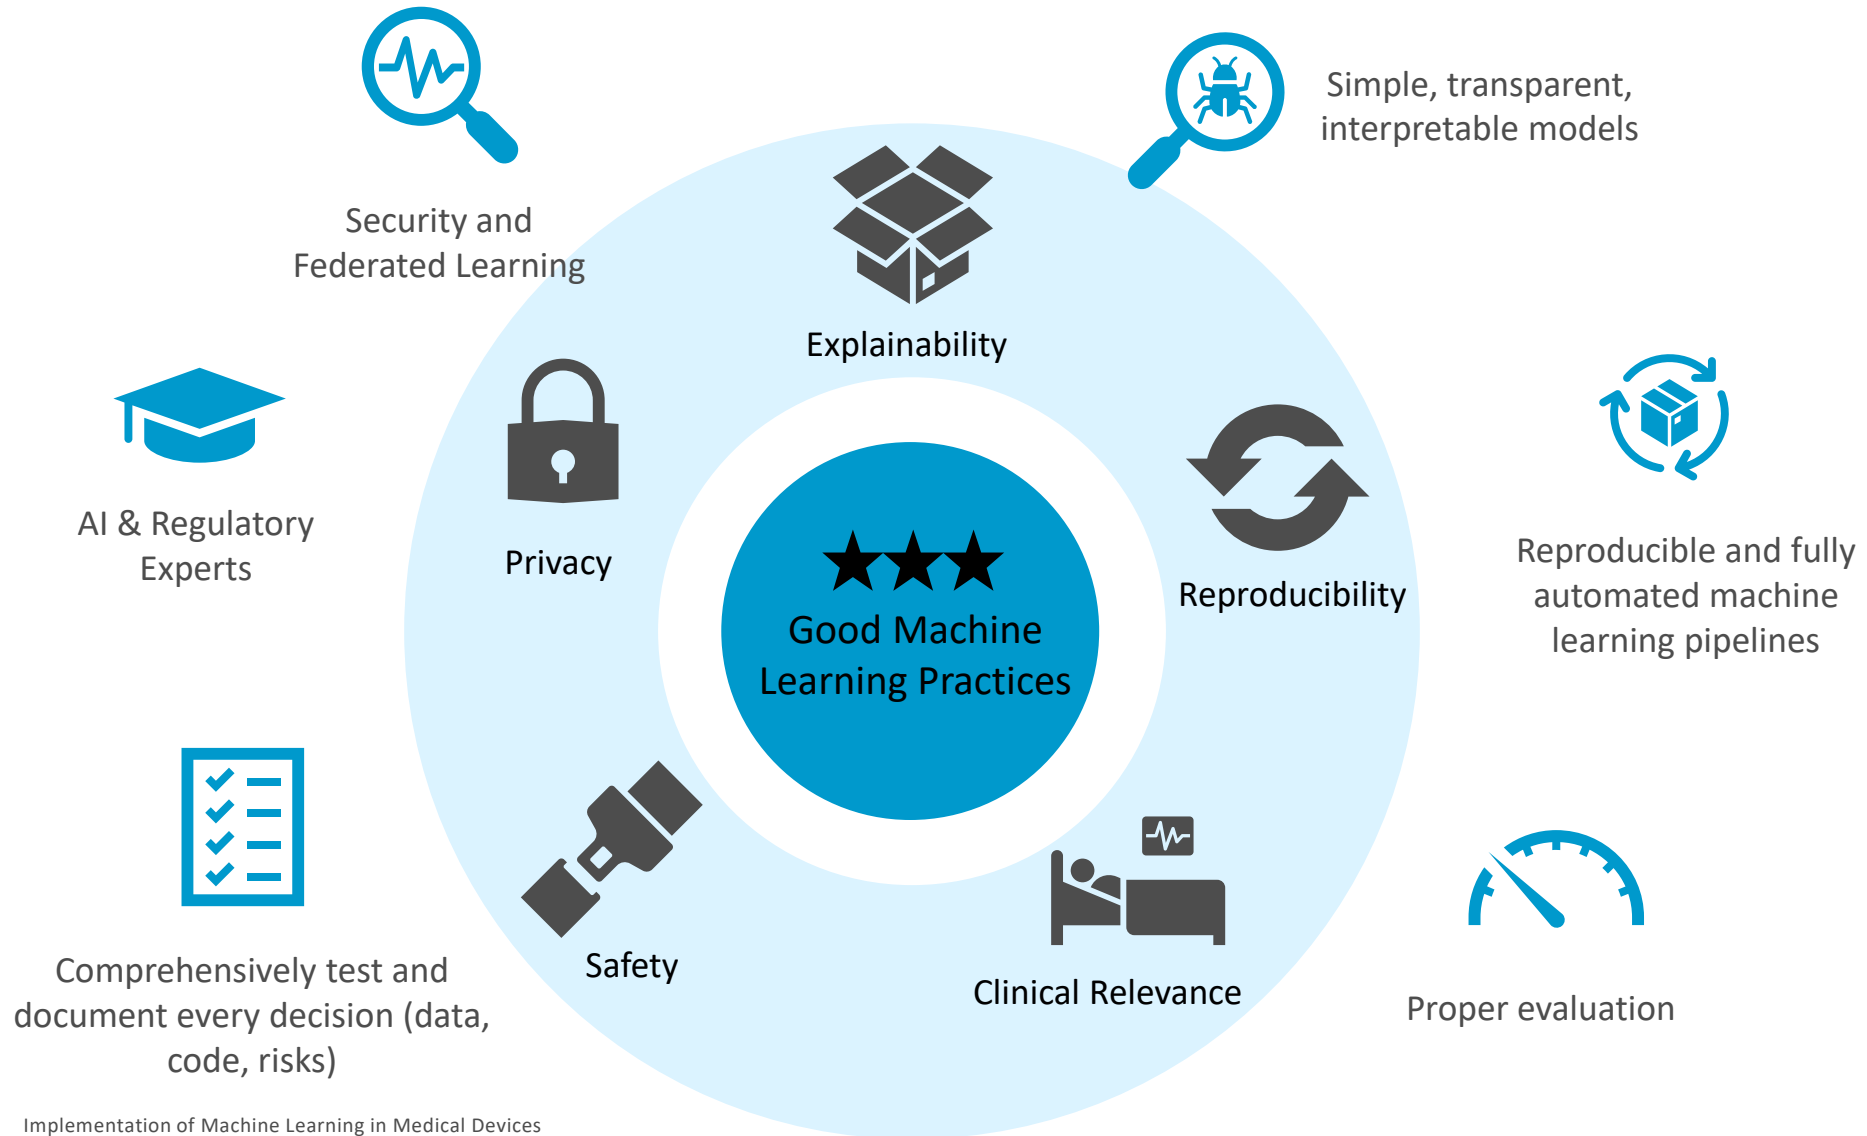 Simple, transparent,
interpretable models
Security and
Federated Learning
Explainability
AI & Regulatory
Experts
Privacy
Reproducibility
Reproducible and fully
automated machine
learning pipelines
Good Machine
Learning Practices
Comprehensively test and
document every decision (data,
code, risks)
Safety
Clinical Relevance
Proper evaluation
Implementation of Machine Learning in Medical Devices